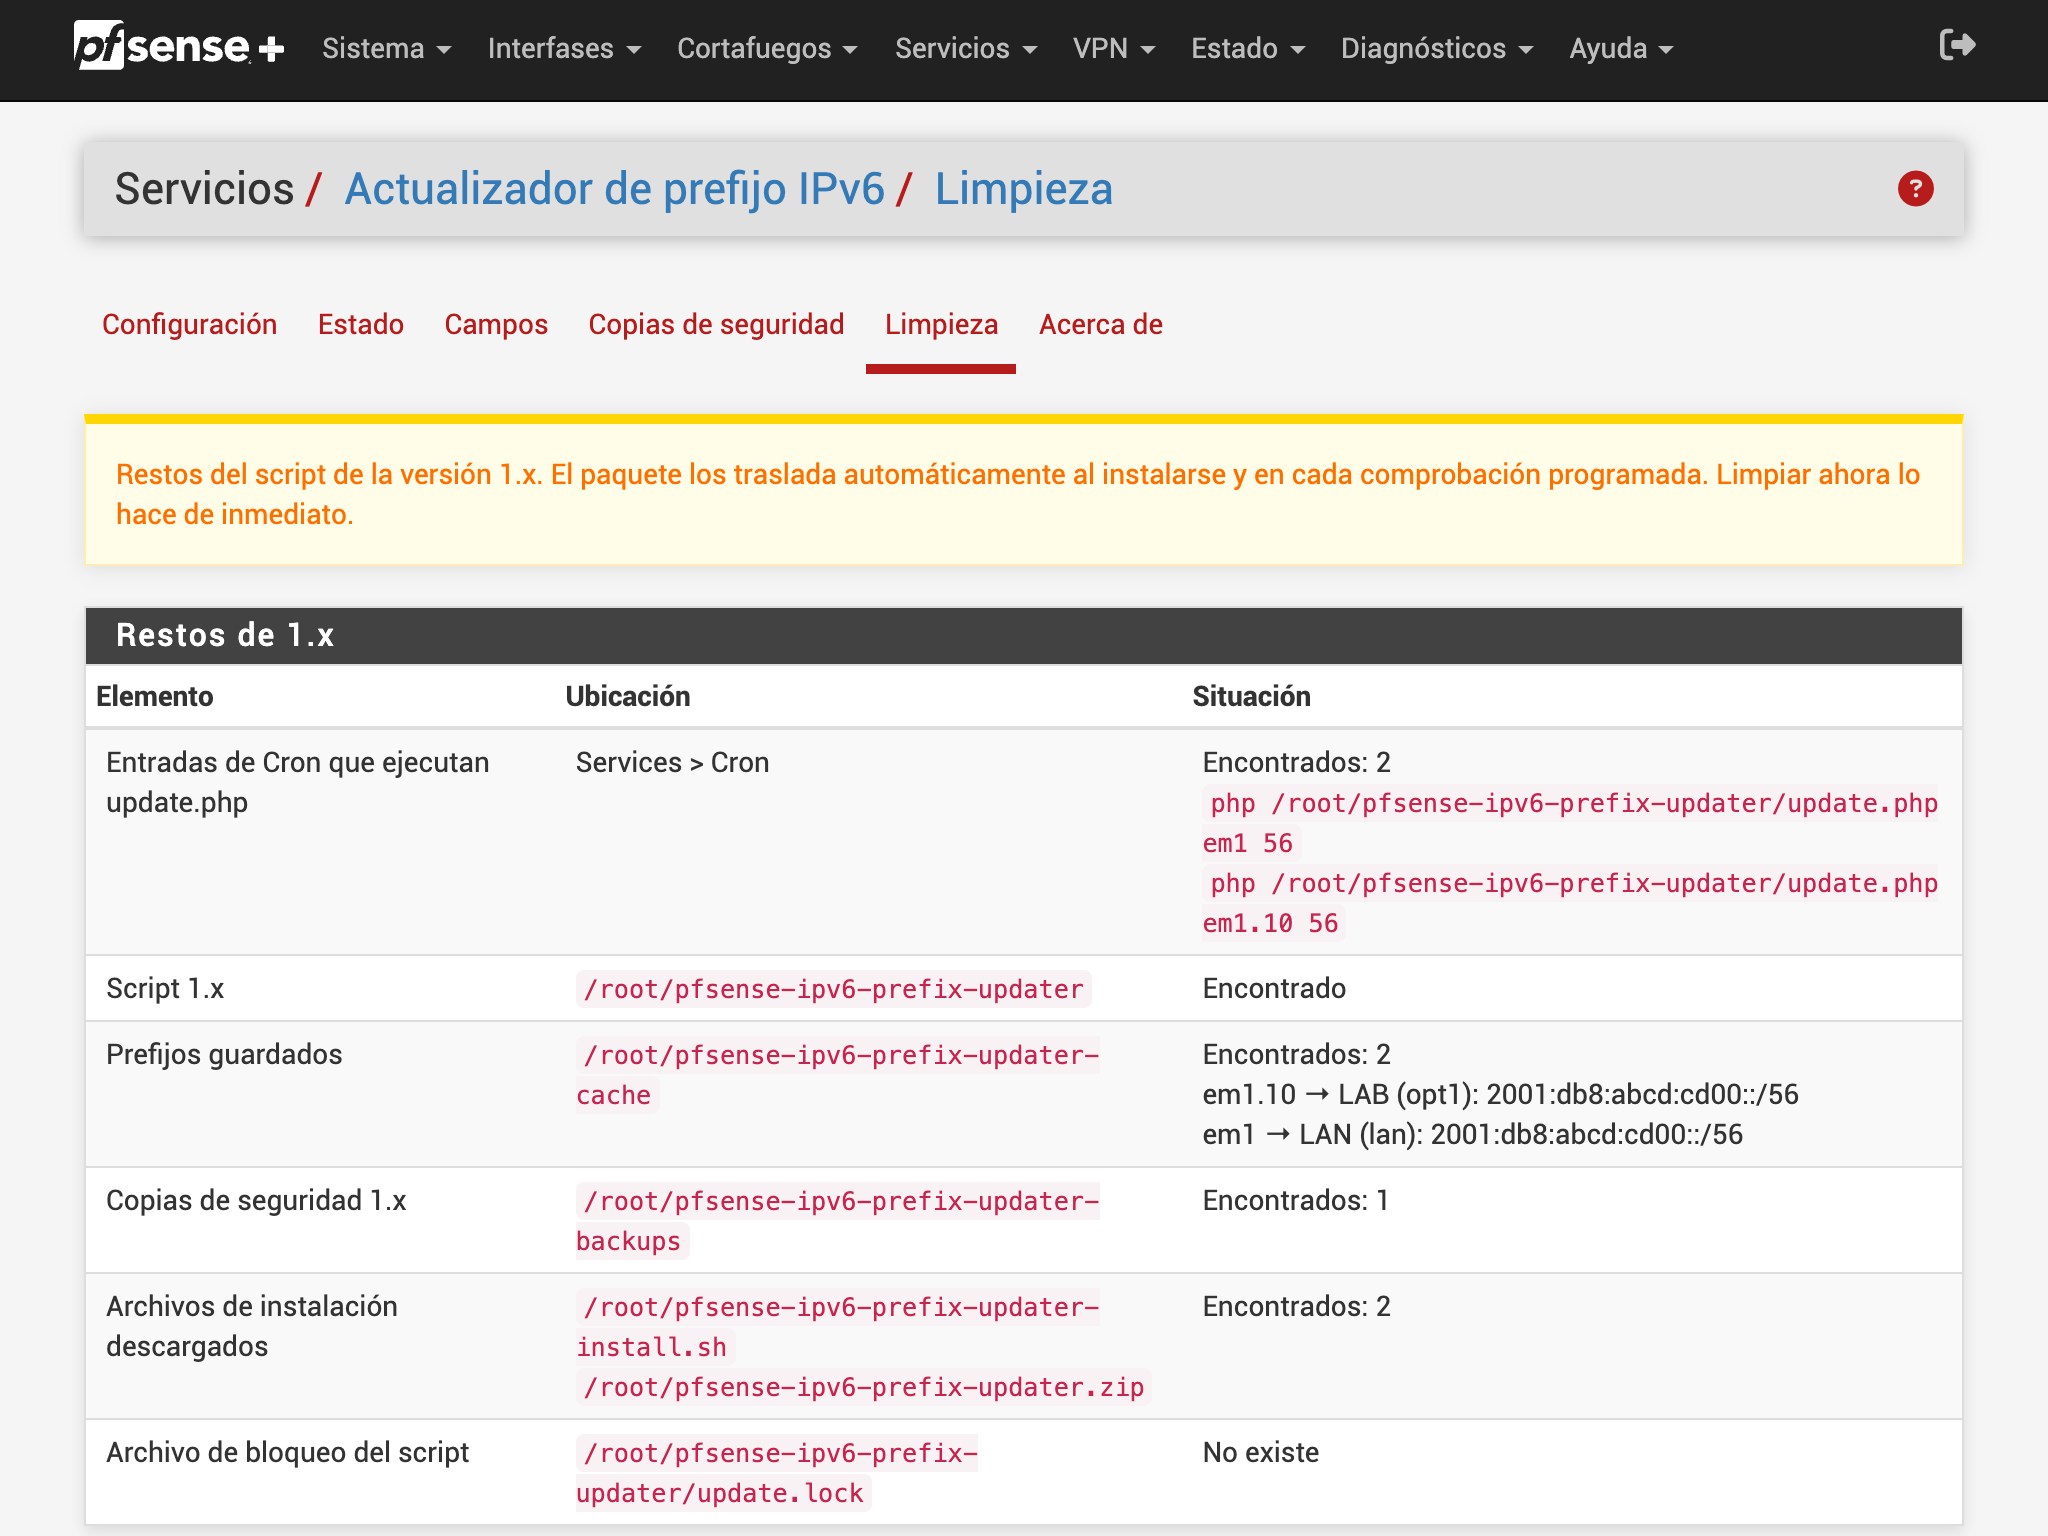 pfsense +
Sistema
Interfases
Cortafuegos
Servicios
VPN
Estado
Diagnósticos
Ayuda
Servicios / Actualizador de prefijo IPv6 / Limpieza
?
Configuración
Estado
Campos
Copias de seguridad
Limpieza
Acerca de
Restos del script de la versión 1.x. El paquete los traslada automáticamente al instalarse y en cada comprobación programada. Limpiar ahora lo
hace de inmediato.
Restos de 1.x
Elemento
Ubicación
Situación
Entradas de Cron que ejecutan
update.php
Services > Cron
Encontrados: 2
php /root/pfsense-ipv6-prefix-updater/update.php
em1 56
php /root/pfsense-ipv6-prefix-updater/update.php
em1.10 56
Script 1.x
/root/pfsense-ipv6-prefix-updater
Encontrado
Prefijos guardados
/root/pfsense-ipv6-prefix-updater-
cache
Encontrados: 2
em1.10 → LAB (opt1): 2001:db8:abcd:cd00::/56
em1 → LAN (lan): 2001:db8:abcd:cd00::/56
Copias de seguridad 1.x
/root/pfsense-ipv6-prefix-updater-
backups
Encontrados: 1
Archivos de instalación
descargados
/root/pfsense-ipv6-prefix-updater-
install.sh
/root/pfsense-ipv6-prefix-updater.zip
Encontrados: 2
Archivo de bloqueo del script
/root/pfsense-ipv6-prefix-
updater/update.lock
No existe